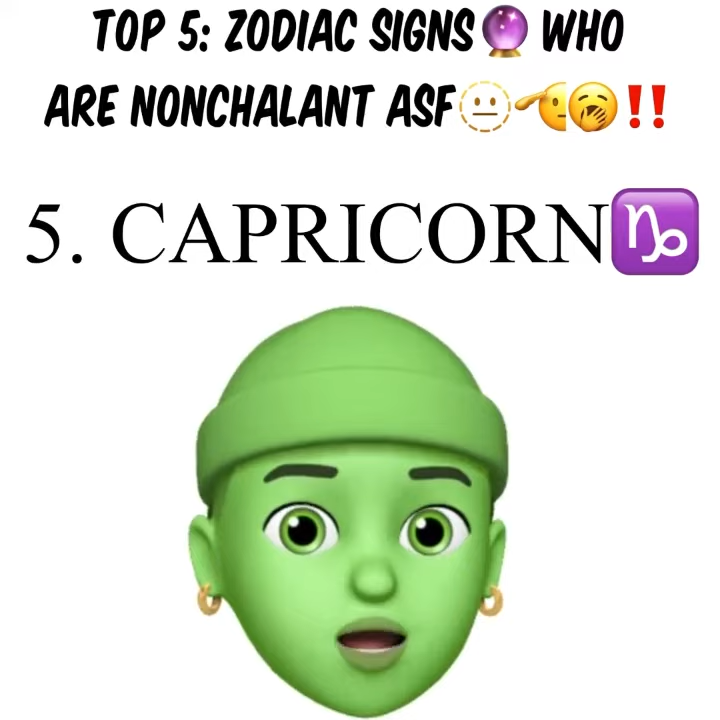 TOP 5: ZODIAC SIGNS🔮 WHO
ARE NONCHALANT ASF🫥🫲🫱🥱‼️
5. CAPRICORN♑